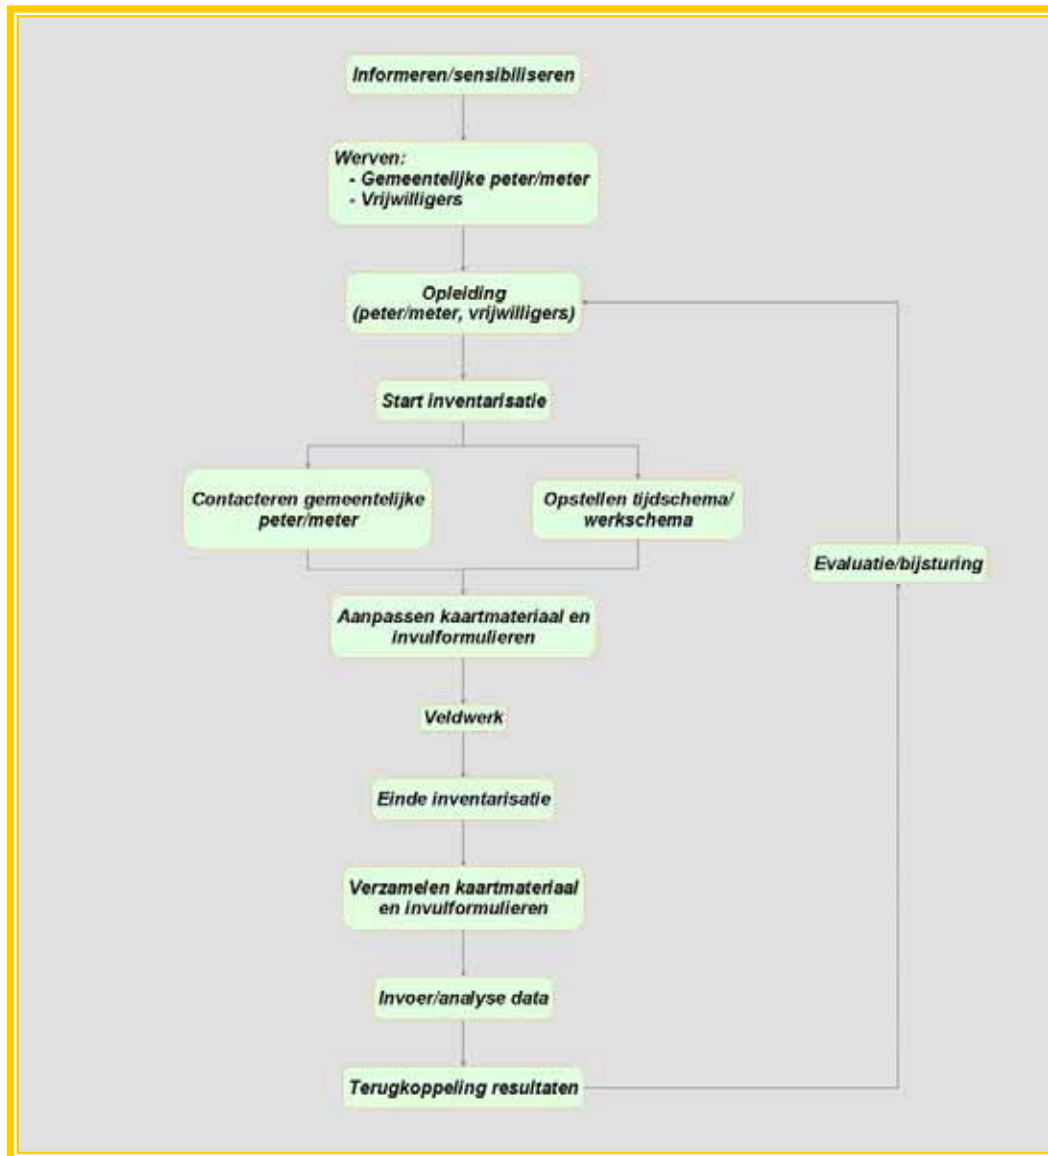 Informeren/sensibiliseren
Werven:
- Gemeentelijke peter/meter
- Vrijwilligers
Opleiding
(peter/meter, vrijwilligers)
Start inventarisatie
Contacteren gemeentelijke
peter/meter
Opstellen tijdschema/
werkschema
Evaluatie/bijsturing
Aanpassen kaartmateriaal en
invulformulieren
Veldwerk
Einde inventarisatie
Verzamelen kaartmateriaal
en invulformulieren
Invoer/analyse data
Terugkoppeling resultaten